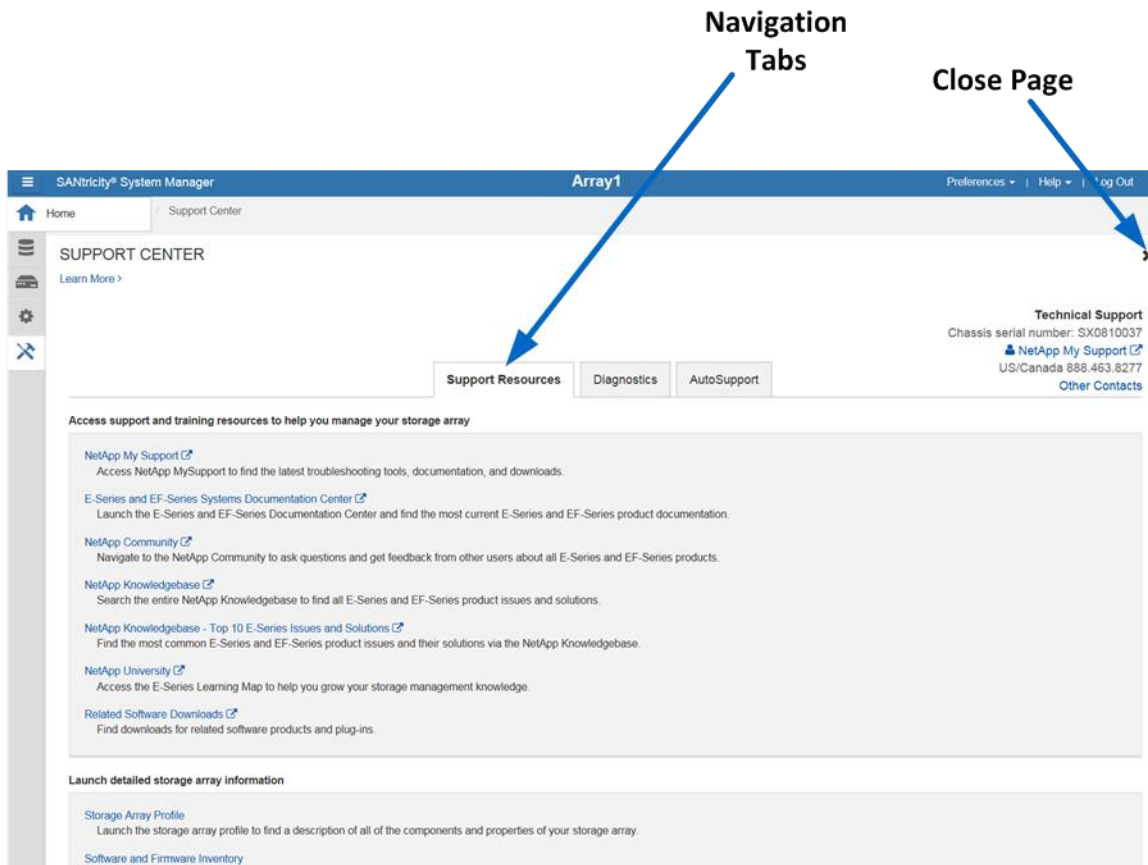 Navigation
Tabs
Close Page
SANtricity® System Manager
Array1
Preferences | Help | Log Out
Home / Support Center
SUPPORT CENTER
Learn More >
Technical Support
Chassis serial number: SX0810037
NetApp My Support
US/Canada 888.463.8277
Other Contacts
Support Resources
Diagnostics
AutoSupport
Access support and training resources to help you manage your storage array
NetApp My Support
Access NetApp MySupport to find the latest troubleshooting tools, documentation, and downloads.
E-Series and EF-Series Systems Documentation Center
Launch the E-Series and EF-Series Documentation Center and find the most current E-Series and EF-Series product documentation.
NetApp Community
Navigate to the NetApp Community to ask questions and get feedback from other users about all E-Series and EF-Series products.
NetApp Knowledgebase
Search the entire NetApp Knowledgebase to find all E-Series and EF-Series product issues and solutions.
NetApp Knowledgebase - Top 10 E-Series Issues and Solutions
Find the most common E-Series and EF-Series product issues and their solutions via the NetApp Knowledgebase.
NetApp University
Access the E-Series Learning Map to help you grow your storage management knowledge.
Related Software Downloads
Find downloads for related software products and plug-ins.
Launch detailed storage array information
Storage Array Profile
Launch the storage array profile to find a description of all of the components and properties of your storage array.
Software and Firmware Inventory